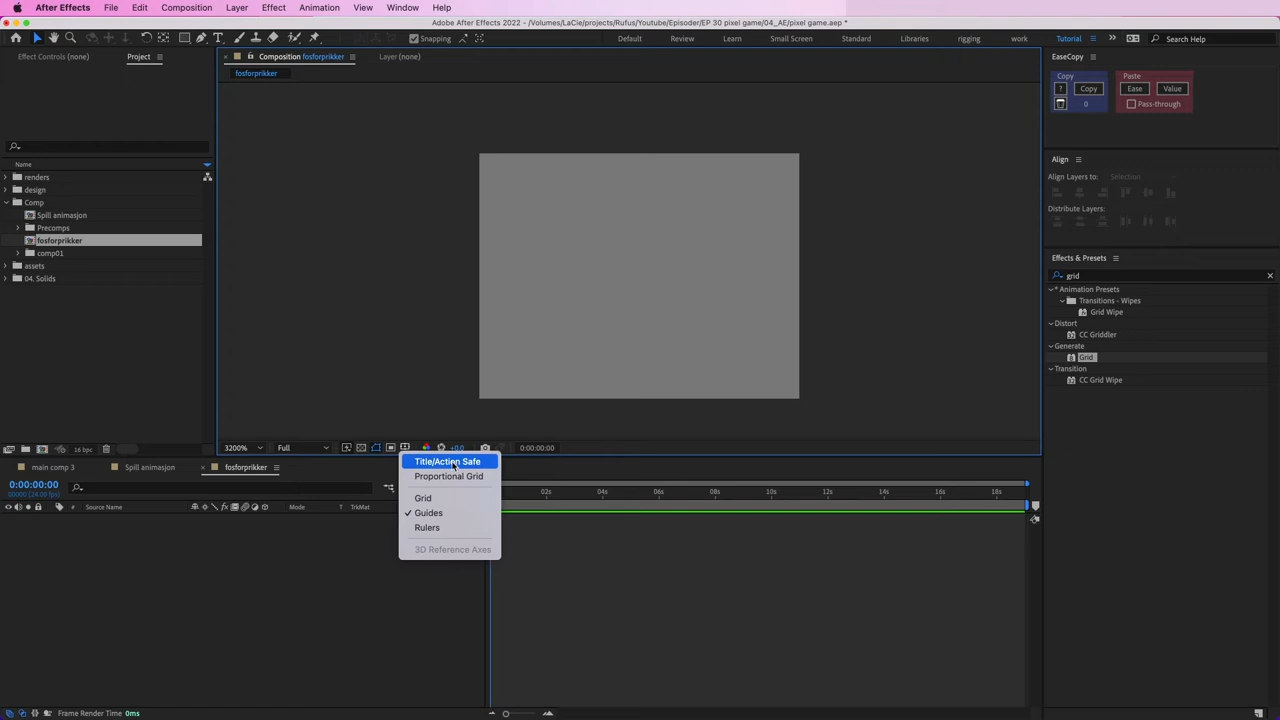 After Effects File Edit Composition Layer Effect Animation View Window Help
Adobe After Effects 2022 - /Volumes/LaCie/projects/Rufus/Youtube/Episoder/EP 30 pixel game/04_AE/pixel game.aep *
Snapping Default Review Learn Small Screen Standard Libraries rigging work Tutorial Search Help
Effect Controls (none) Project Composition fosforprikker Layer (none) EaseCopy
fosforprikker
Copy Paste
? Copy Ease Value
0 Pass-through
Name
renders
design
Comp
Spill animasjon
Precomps
fosforprikker
comp01
assets
04. Solids
Align
Align Layers to: Selection
Distribute Layers:
Effects & Presets
grid
* Animation Presets
Transitions - Wipes
Grid Wipe
Distort
CC Griddler
Generate
Grid
Transition
CC Grid Wipe
16 bpc 3200% Full +0,0 0:00:00:00
Title/Action Safe
Proportional Grid
Grid
Guides
Rulers
3D Reference Axes
main comp 3 Spill animasjon fosforprikker
0:00:00:00
00000 (24.00 fps)
02s 04s 06s 08s 10s 12s 14s 16s 18s
# Source Name Mode T TrkMat
Frame Render Time 0ms